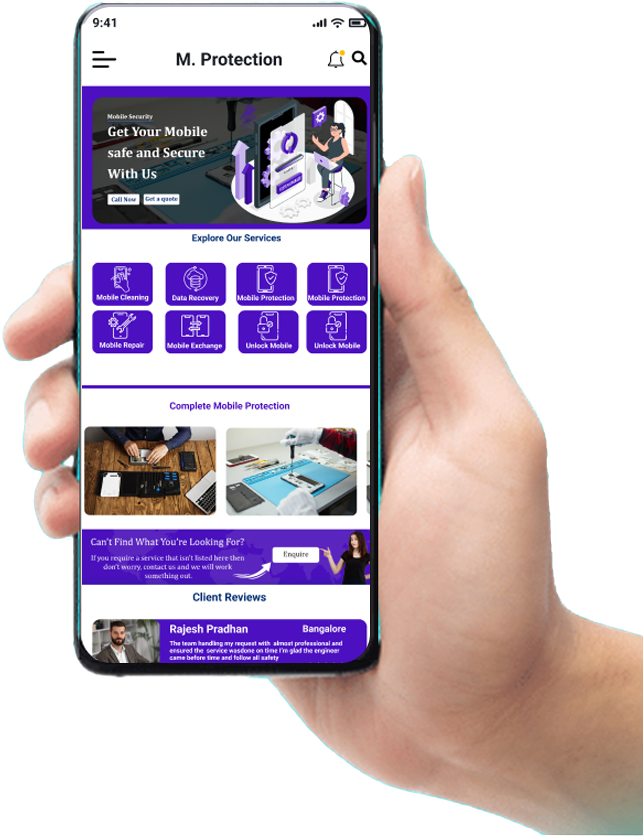 9:41
M. Protection
Mobile Security
Get Your Mobile
safe and Secure
With Us
Call Now Get a quote
Explore Our Services
Mobile Cleaning Data Recovery Mobile Protection Mobile Protection
Mobile Repair Mobile Exchange Unlock Mobile Unlock Mobile
Complete Mobile Protection
Can't Find What You're Looking For?
If you require a service that isn't listed here then
don't worry, contact us and we will work
something out.
Enquire
Client Reviews
Rajesh Pradhan Bangalore
The team handling my request with almost professional and
ensured the service wasdone on time I'm glad the engineer
came before time and follow all safety